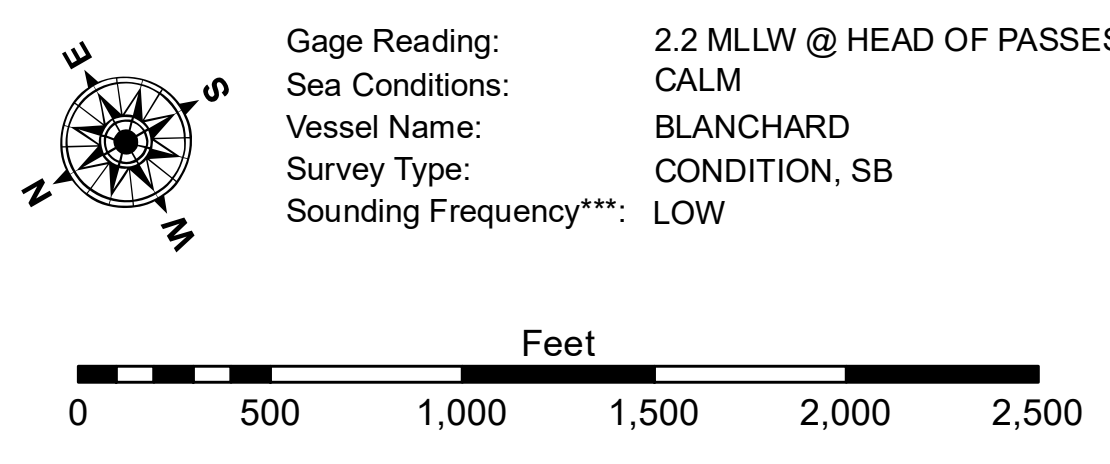 E
S
N
W
Gage Reading: 2.2 MLLW @ HEAD OF PASSES
Sea Conditions: CALM
Vessel Name: BLANCHARD
Survey Type: CONDITION, SB
Sounding Frequency***: LOW
Feet
0 500 1,000 1,500 2,000 2,500